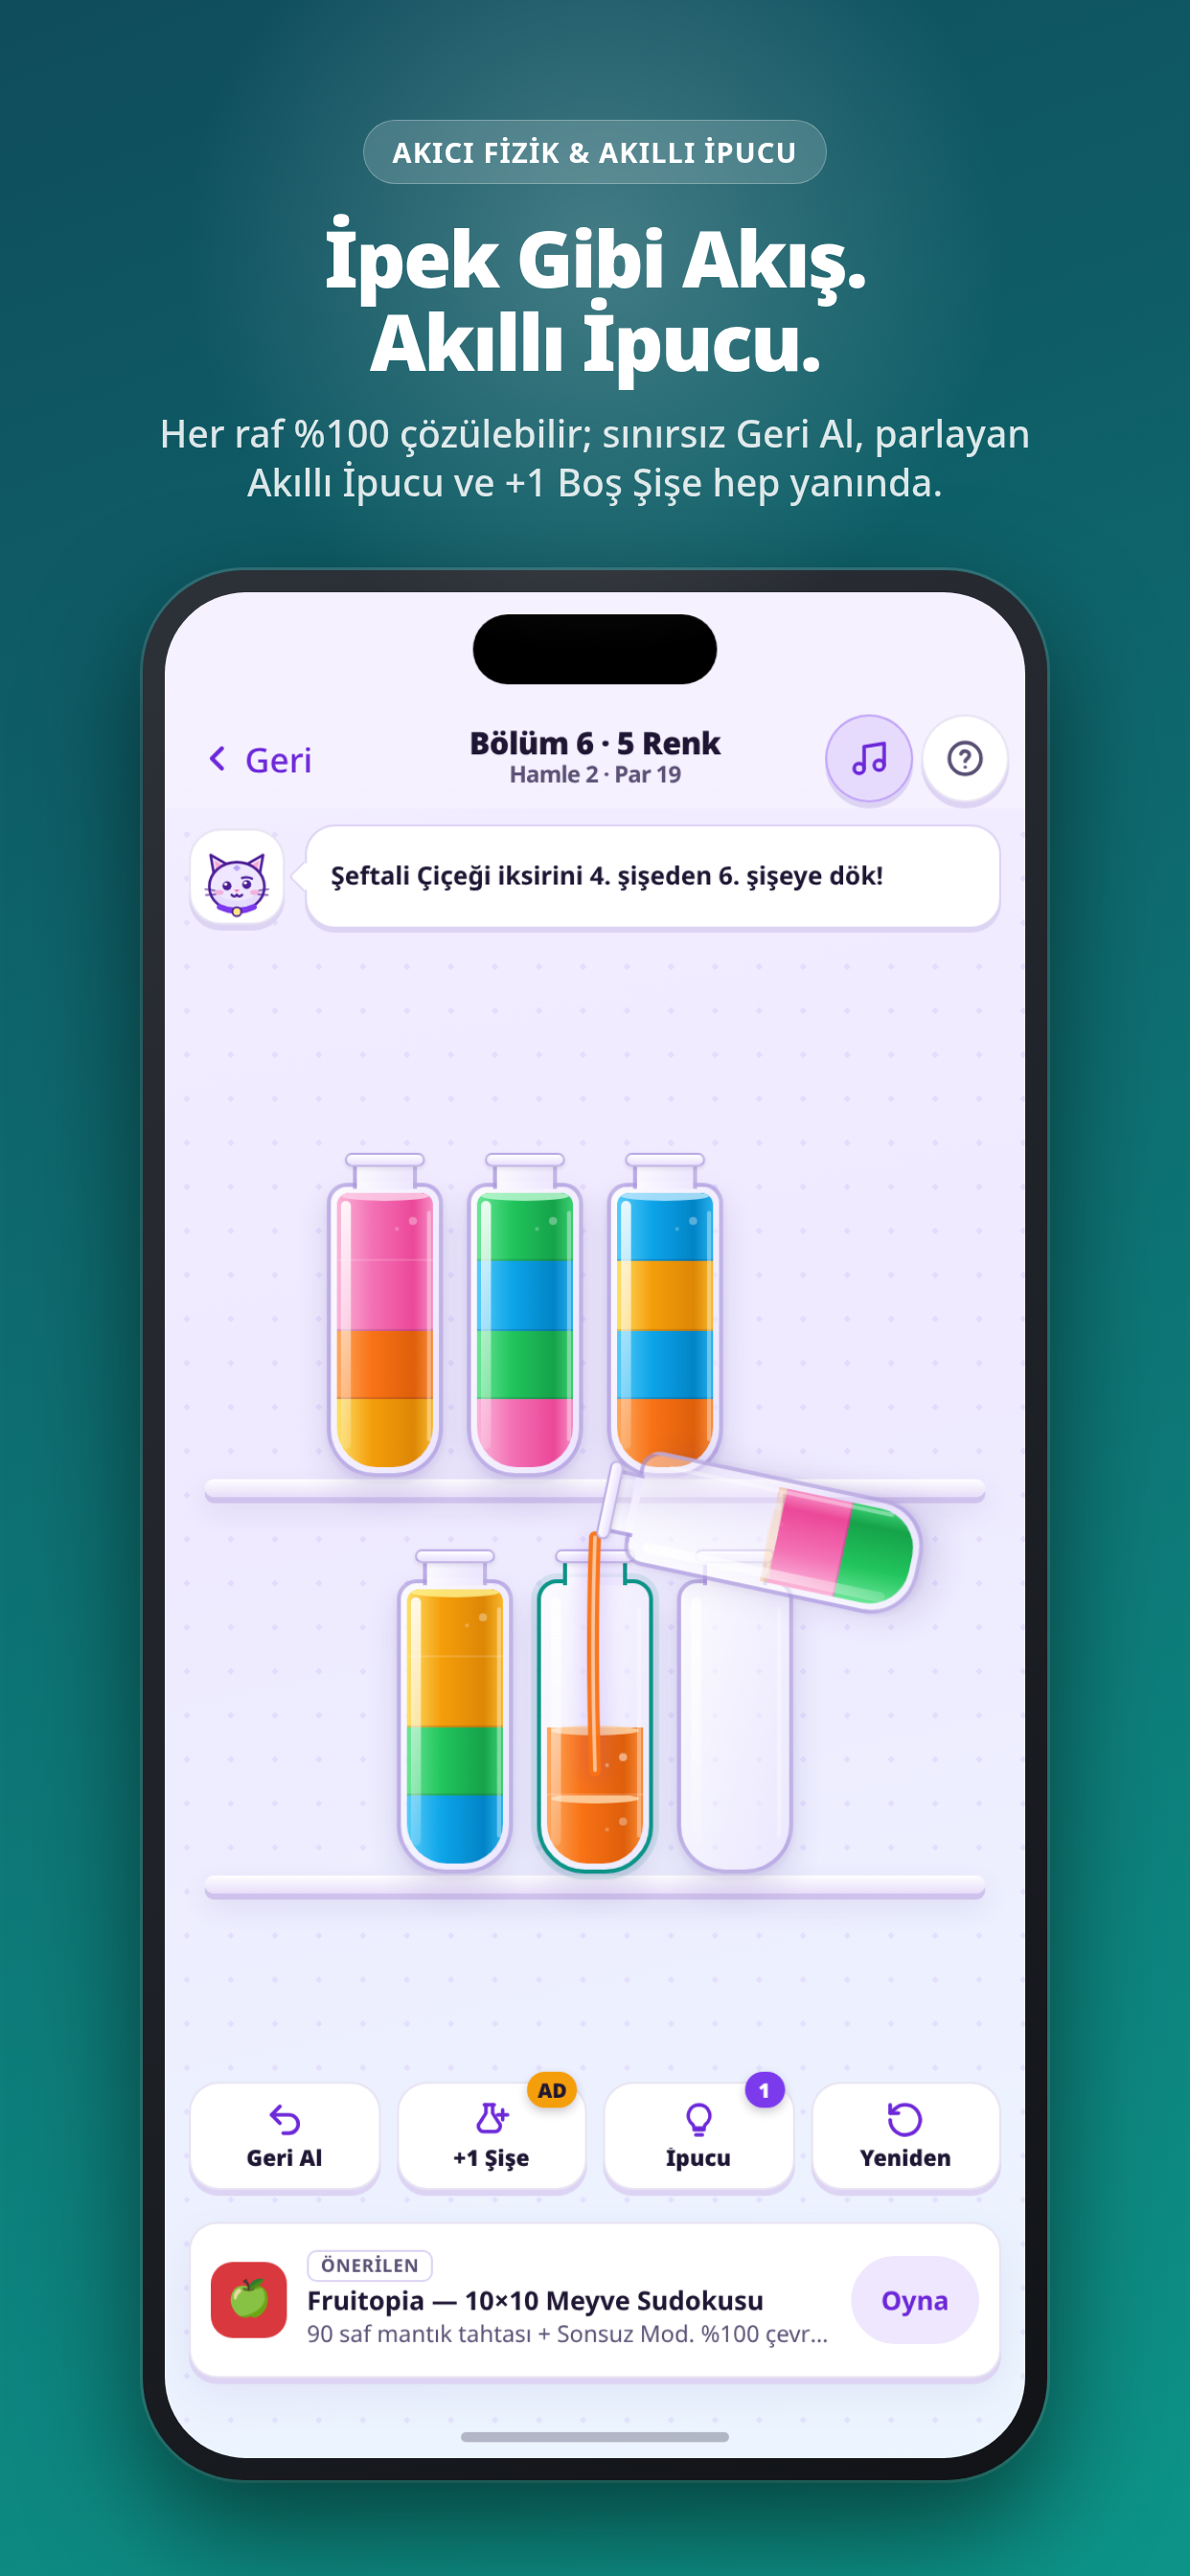 AKICI FİZİK & AKILLI İPUCU
İpek Gibi Akış.
Akıllı İpucu.
Her raf %100 çözülebilir; sınırsız Geri Al, parlayan
Akıllı İpucu ve +1 Boş Şişe hep yanında.
Geri
Bölüm 6 · 5 Renk
Hamle 2 · Par 19
Şeftali Çiçeği iksirini 4. şişeden 6. şişeye dök!
AD
1
Geri Al
+1 Şişe
İpucu
Yeniden
ÖNERİLEN
Fruitopia — 10×10 Meyve Sudokusu
90 saf mantık tahtası + Sonsuz Mod. %100 çevr...
Oyna